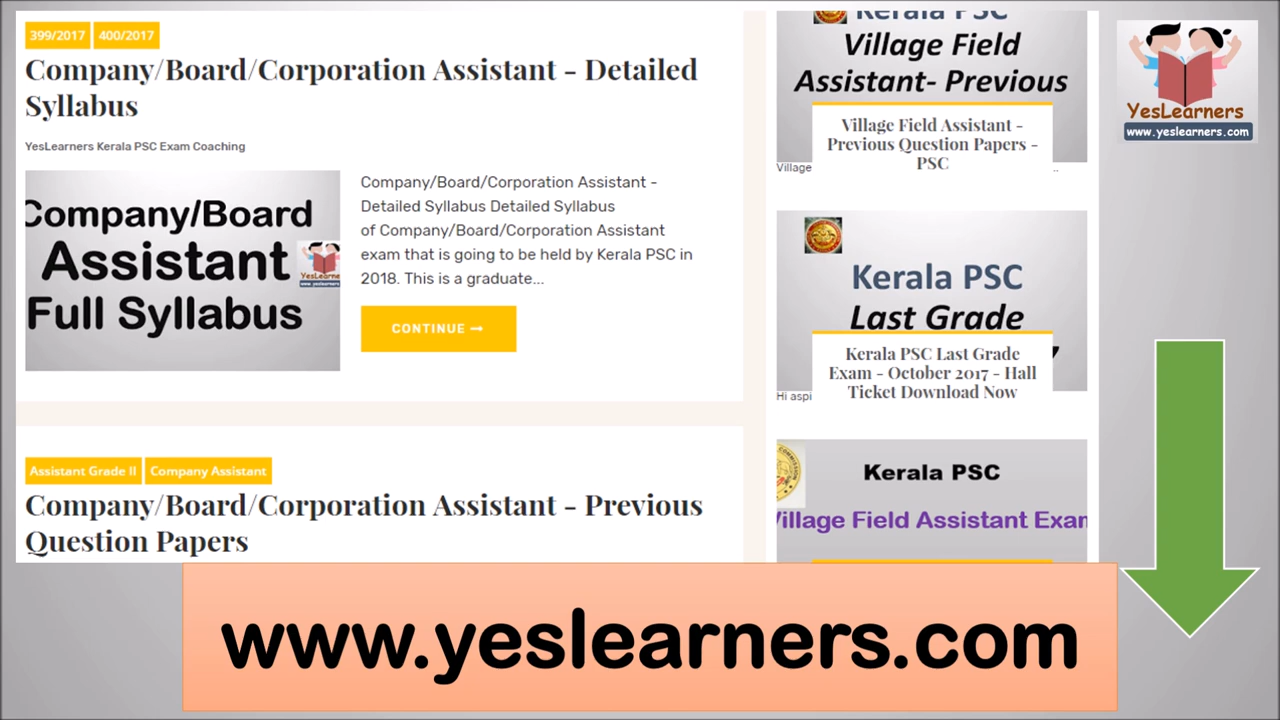 399/2017 400/2017
Company/Board/Corporation Assistant - Detailed
Syllabus
YesLearners Kerala PSC Exam Coaching
Company/Board
Assistant
Full Syllabus
YesLearne
Company/Board/Corporation Assistant -
Detailed Syllabus Detailed Syllabus
of Company/Board/Corporation Assistant
exam that is going to be held by Kerala PSC in
2018. This is a graduate...
CONTINUE
Assistant Grade II Company Assistant
Company/Board/Corporation Assistant - Previous
Question Papers
Kerala PSC
Village Field
Assistant- Previous
Village Field Assistant -
Previous Question Papers -
PSC
Village ..
Kerala PSC
Last Grade
Kerala PSC Last Grade
Exam - October 2017 - Hall
Ticket Download Now
Hi aspi
Kerala PSC
Village Field Assistant Exam
YesLearners
www.yeslearners.com
www.yeslearners.com